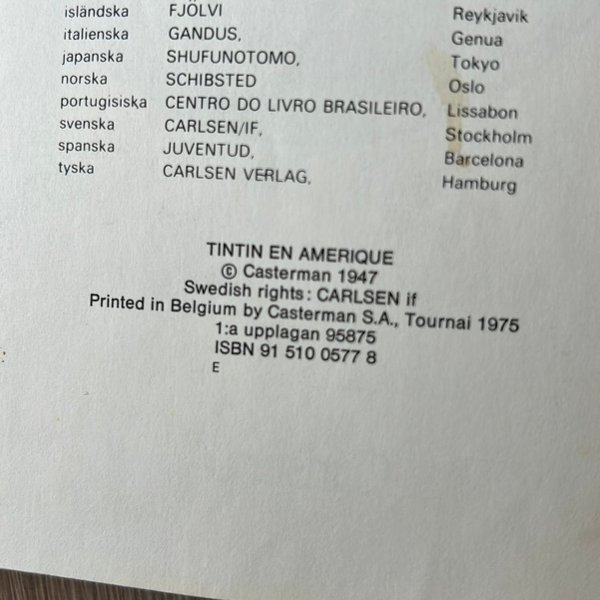 isländska FJÖLVI Reykjavik
italienska GANDUS, Genua
japanska SHUFUNOTOMO, Tokyo
norska SCHIBSTED Oslo
portugisiska CENTRO DO LIVRO BRASILEIRO, Lissabon
svenska CARLSEN/IF, Stockholm
spanska JUVENTUD, Barcelona
tyska CARLSEN VERLAG, Hamburg
TINTIN EN AMERIQUE
© Casterman 1947
Swedish rights: CARLSEN if
Printed in Belgium by Casterman S.A., Tournai 1975
1:a upplagan 95875
ISBN 91 510 0577 8
E